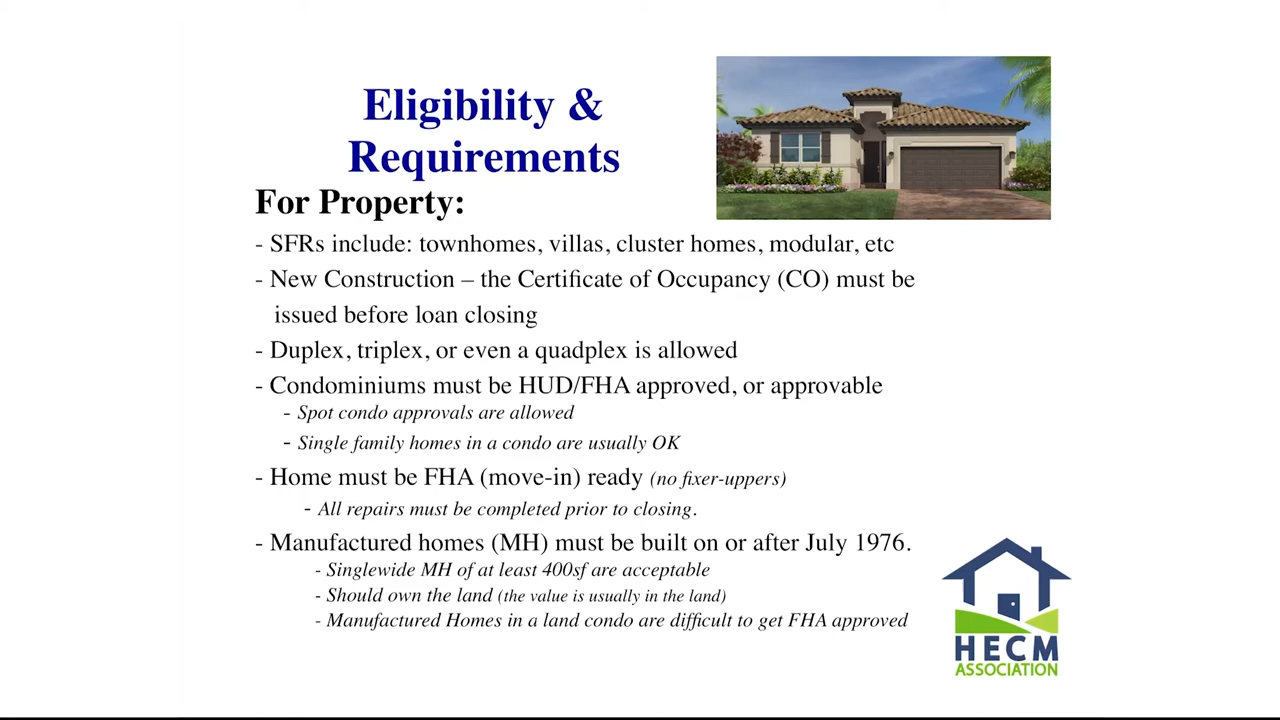 Eligibility &
Requirements
For Property:
- SFRs include: townhomes, villas, cluster homes, modular, etc
- New Construction – the Certificate of Occupancy (CO) must be
issued before loan closing
- Duplex, triplex, or even a quadplex is allowed
- Condominiums must be HUD/FHA approved, or approvable
- Spot condo approvals are allowed
- Single family homes in a condo are usually OK
- Home must be FHA (move-in) ready (no fixer-uppers)
- All repairs must be completed prior to closing.
- Manufactured homes (MH) must be built on or after July 1976.
- Singlewide MH of at least 400sf are acceptable
- Should own the land (the value is usually in the land)
- Manufactured Homes in a land condo are difficult to get FHA approved
HECM
ASSOCIATION